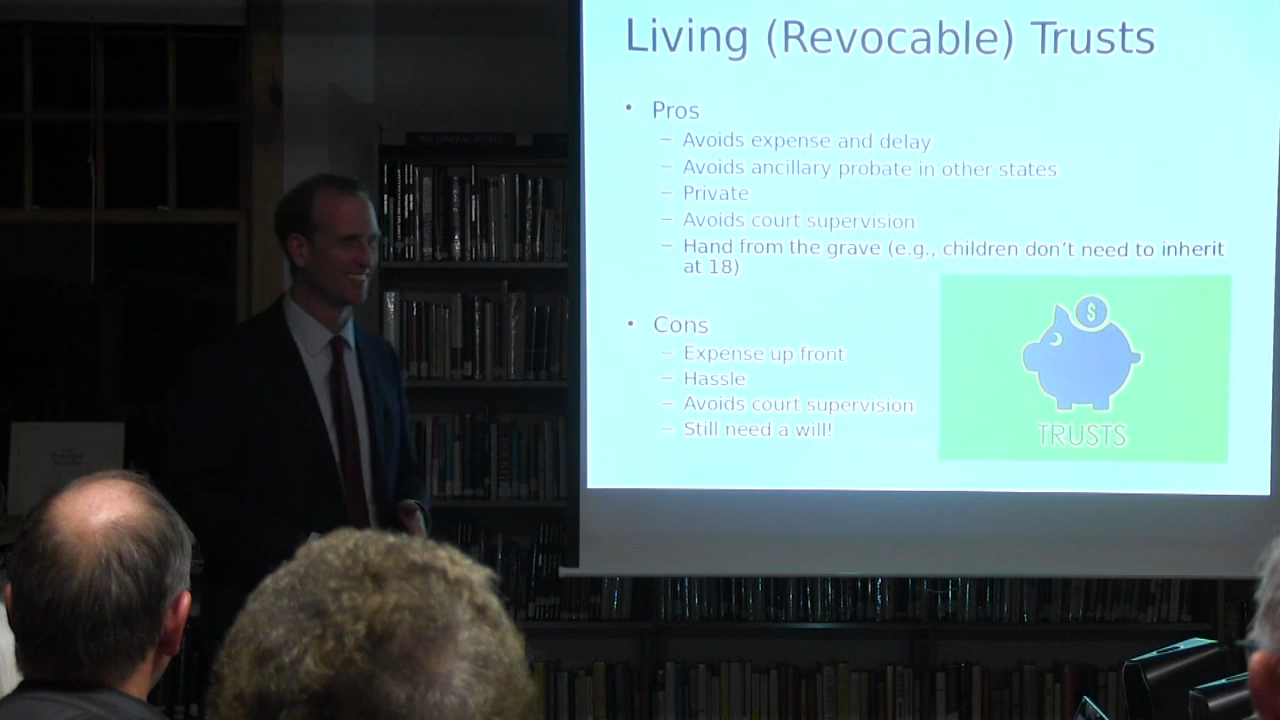 Living (Revocable) Trusts
• Pros
– Avoids expense and delay
– Avoids ancillary probate in other states
– Private
– Avoids court supervision
– Hand from the grave (e.g., children don't need to inherit
at 18)
• Cons
– Expense up front
– Hassle
– Avoids court supervision
– Still need a will!
$
TRUSTS